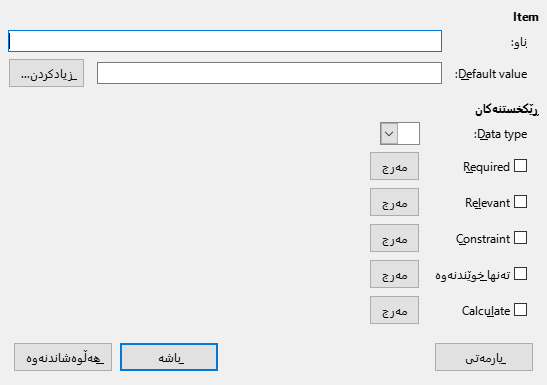 Item
ناو:
Default value:
زیادکردن...
ڕێکخستنەکان
Data type:
Required
مەرج
Relevant
مەرج
Constraint
مەرج
تەنها خوێندنەوە
مەرج
Calculate
مەرج
یارمەتی
باشە
هەڵوەشاندنەوە